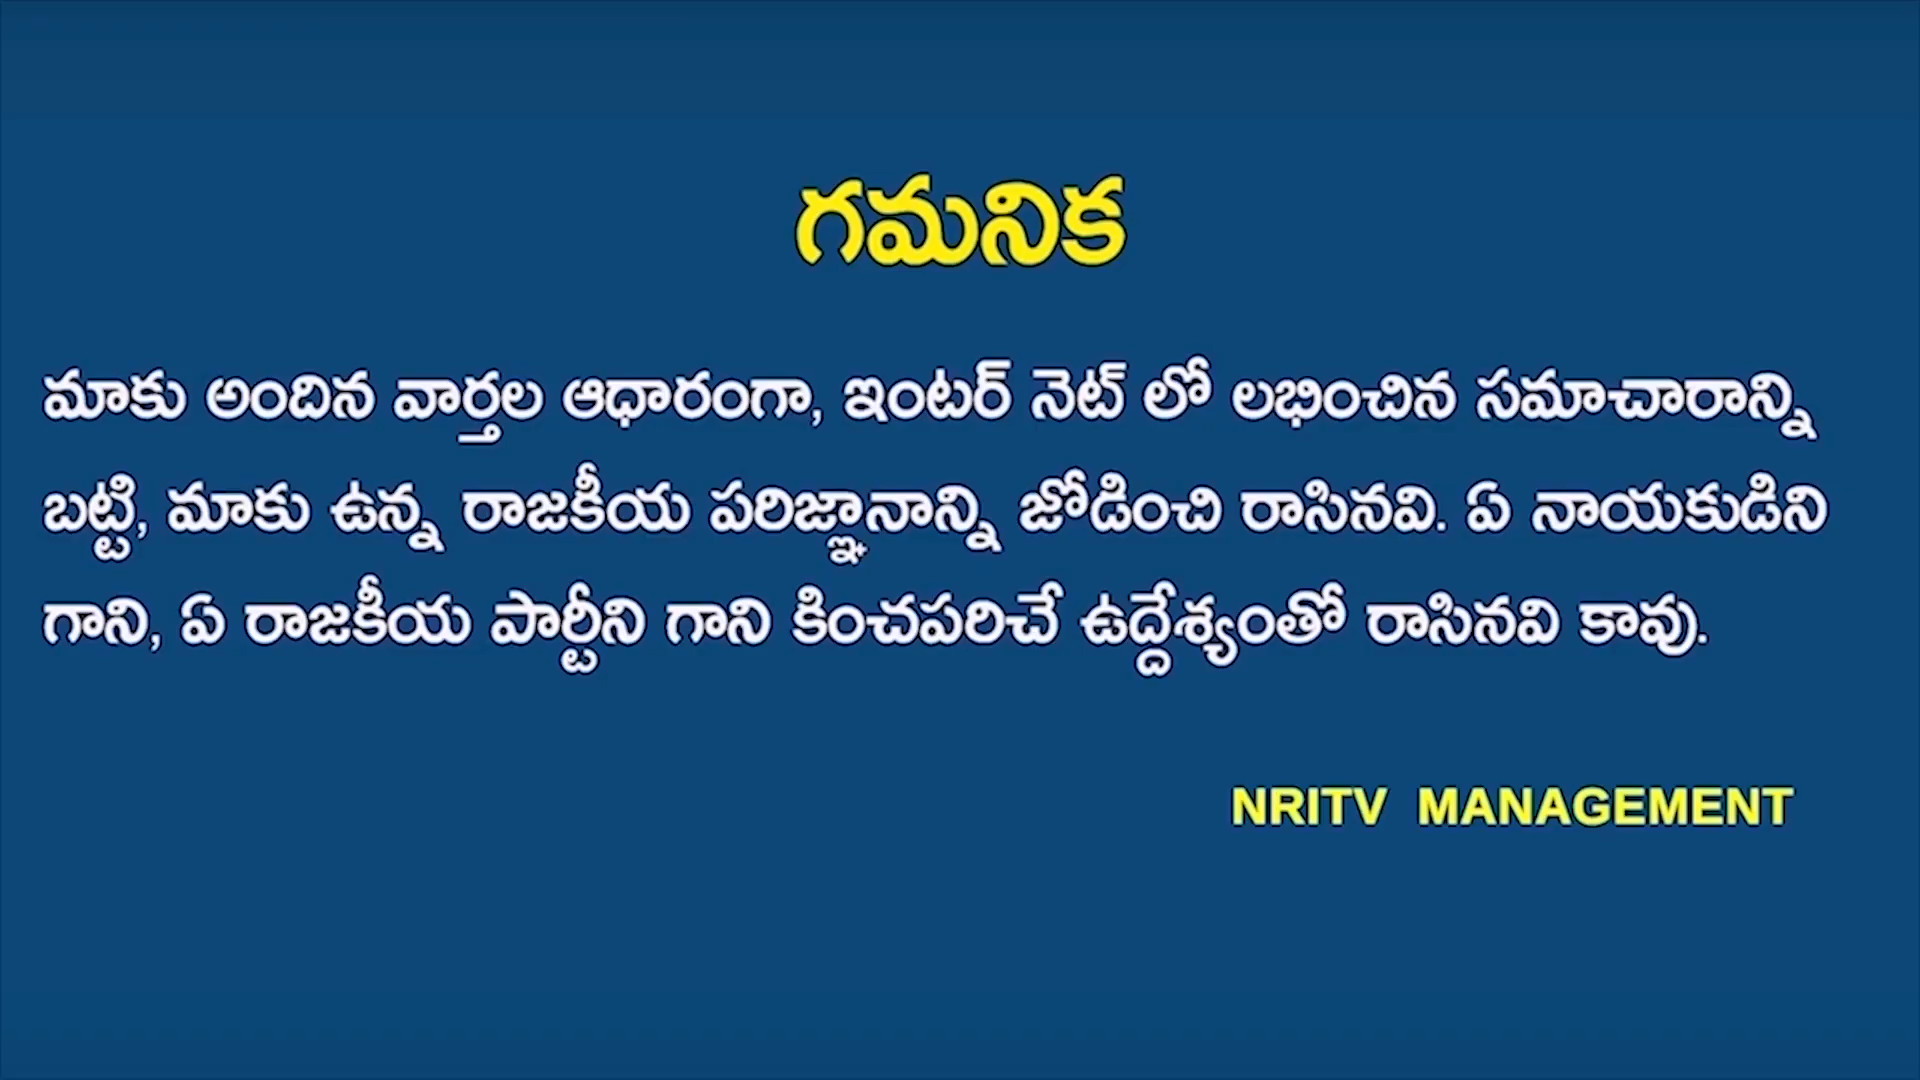 గమనిక
మాకు అందిన వార్తల ఆధారంగా, ఇంటర్ నెట్ లో లభించిన సమాచారాన్ని
బట్టి, మాకు ఉన్న రాజకీయ పరిజ్ఞానాన్ని జోడించి రాసినవి. ఏ నాయకుడిని
గాని, ఏ రాజకీయ పార్టీని గాని కించపరిచే ఉద్దేశ్యంతో రాసినవి కావు.
NRITV MANAGEMENT